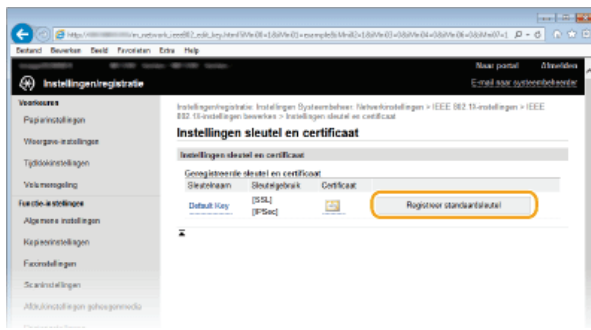 Bestand Bewerken Beeld Favorieten Extra Help
Naar portal Afmelden
Instellingen/registratie
E-mail naar systeembeheerder
Voorkeuren
Papierinstellingen
Weergave-instellingen
Tijdklokinstellingen
Volumeregeling
Functie-instellingen
Algemene instellingen
Kopieerinstellingen
Faxinstellingen
Scaninstellingen
Afdrukinstellingen geheugenmedia
Instellingen/registratie: Instellingen Systeembeheer: Netwerkinstellingen > IEEE 802.1X-instellingen > IEEE
802.1X-instellingen bewerken > Instellingen sleutel en certificaat
Instellingen sleutel en certificaat
Instellingen sleutel en certificaat
Geregistreerde sleutel en certificaat
Sleutelnaam Sleutelgebruik Certificaat
Default Key [SSL] Registreer standaardsleutel
[IPSec]